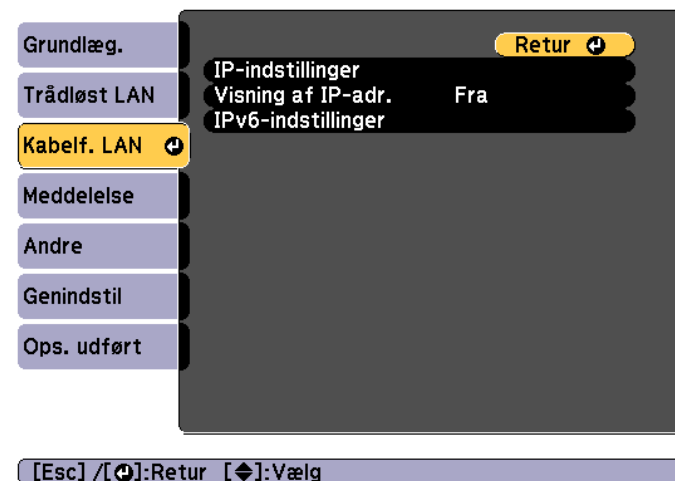 Grundlæg.
Trådløst LAN
Kabelf. LAN
Meddelelse
Andre
Genindstil
Ops. udført
Retur
IP-indstillinger
Visning af IP-adr. Fra
IPv6-indstillinger
[Esc] /[⏎]:Retur [◆]:Vælg